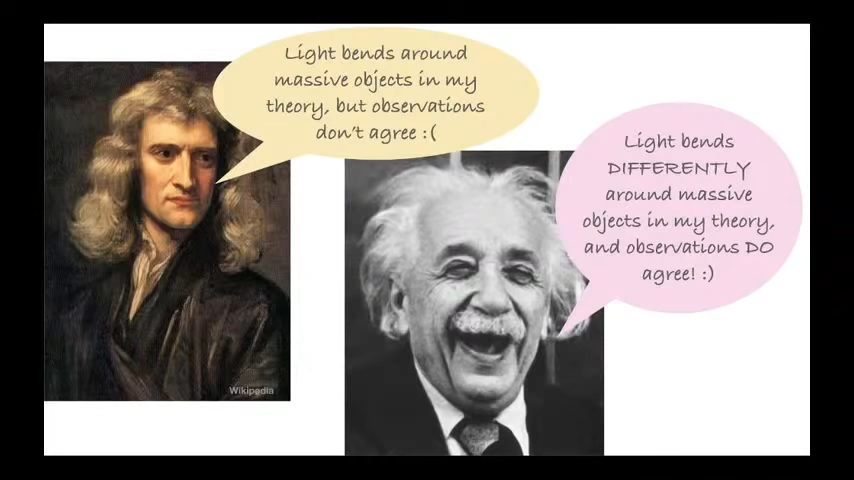 Light bends around
massive objects in my
theory, but observations
don't agree :(
Light bends
DIFFERENTLY
around massive
objects in my theory,
and observations DO
agree! :)
Wikipedia